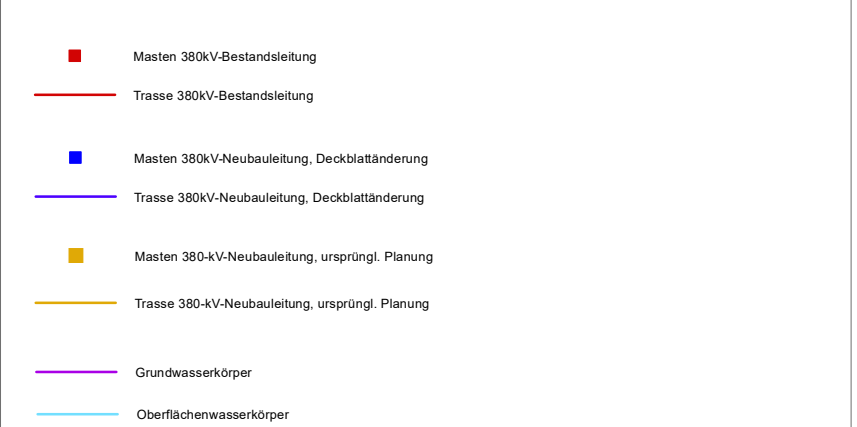 Masten 380kV-Bestandsleitung
Trasse 380kV-Bestandsleitung
Masten 380kV-Neubauleitung, Deckblattänderung
Trasse 380kV-Neubauleitung, Deckblattänderung
Masten 380-kV-Neubauleitung, ursprüngl. Planung
Trasse 380-kV-Neubauleitung, ursprüngl. Planung
Grundwasserkörper
Oberflächenwasserkörper